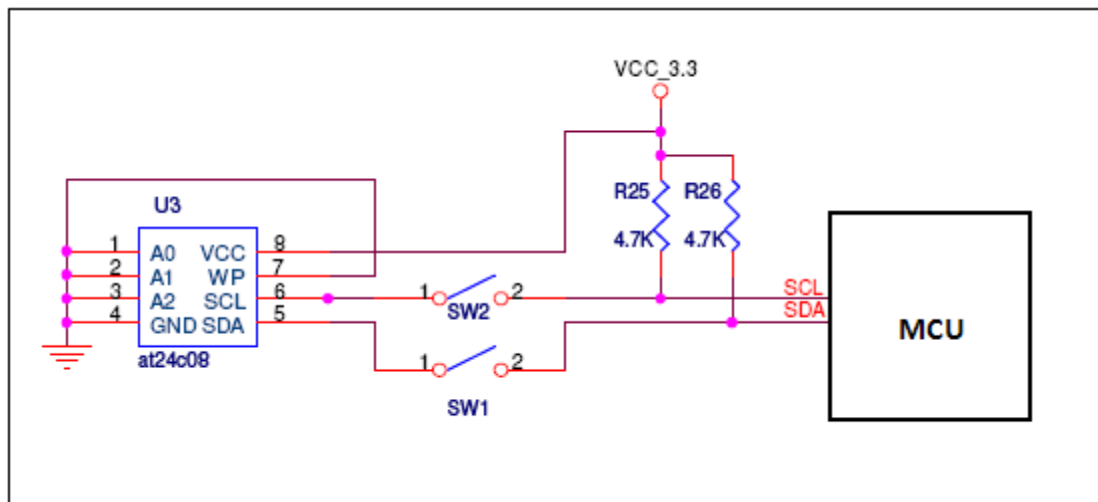 VCC_3.3
R25 R26
4.7K 4.7K
U3
1 A0 VCC 8
2 A1 WP 7
3 A2 SCL 6
4 GND SDA 5
at24c08
1 2
SW2
1 2
SW1
SCL
SDA
MCU